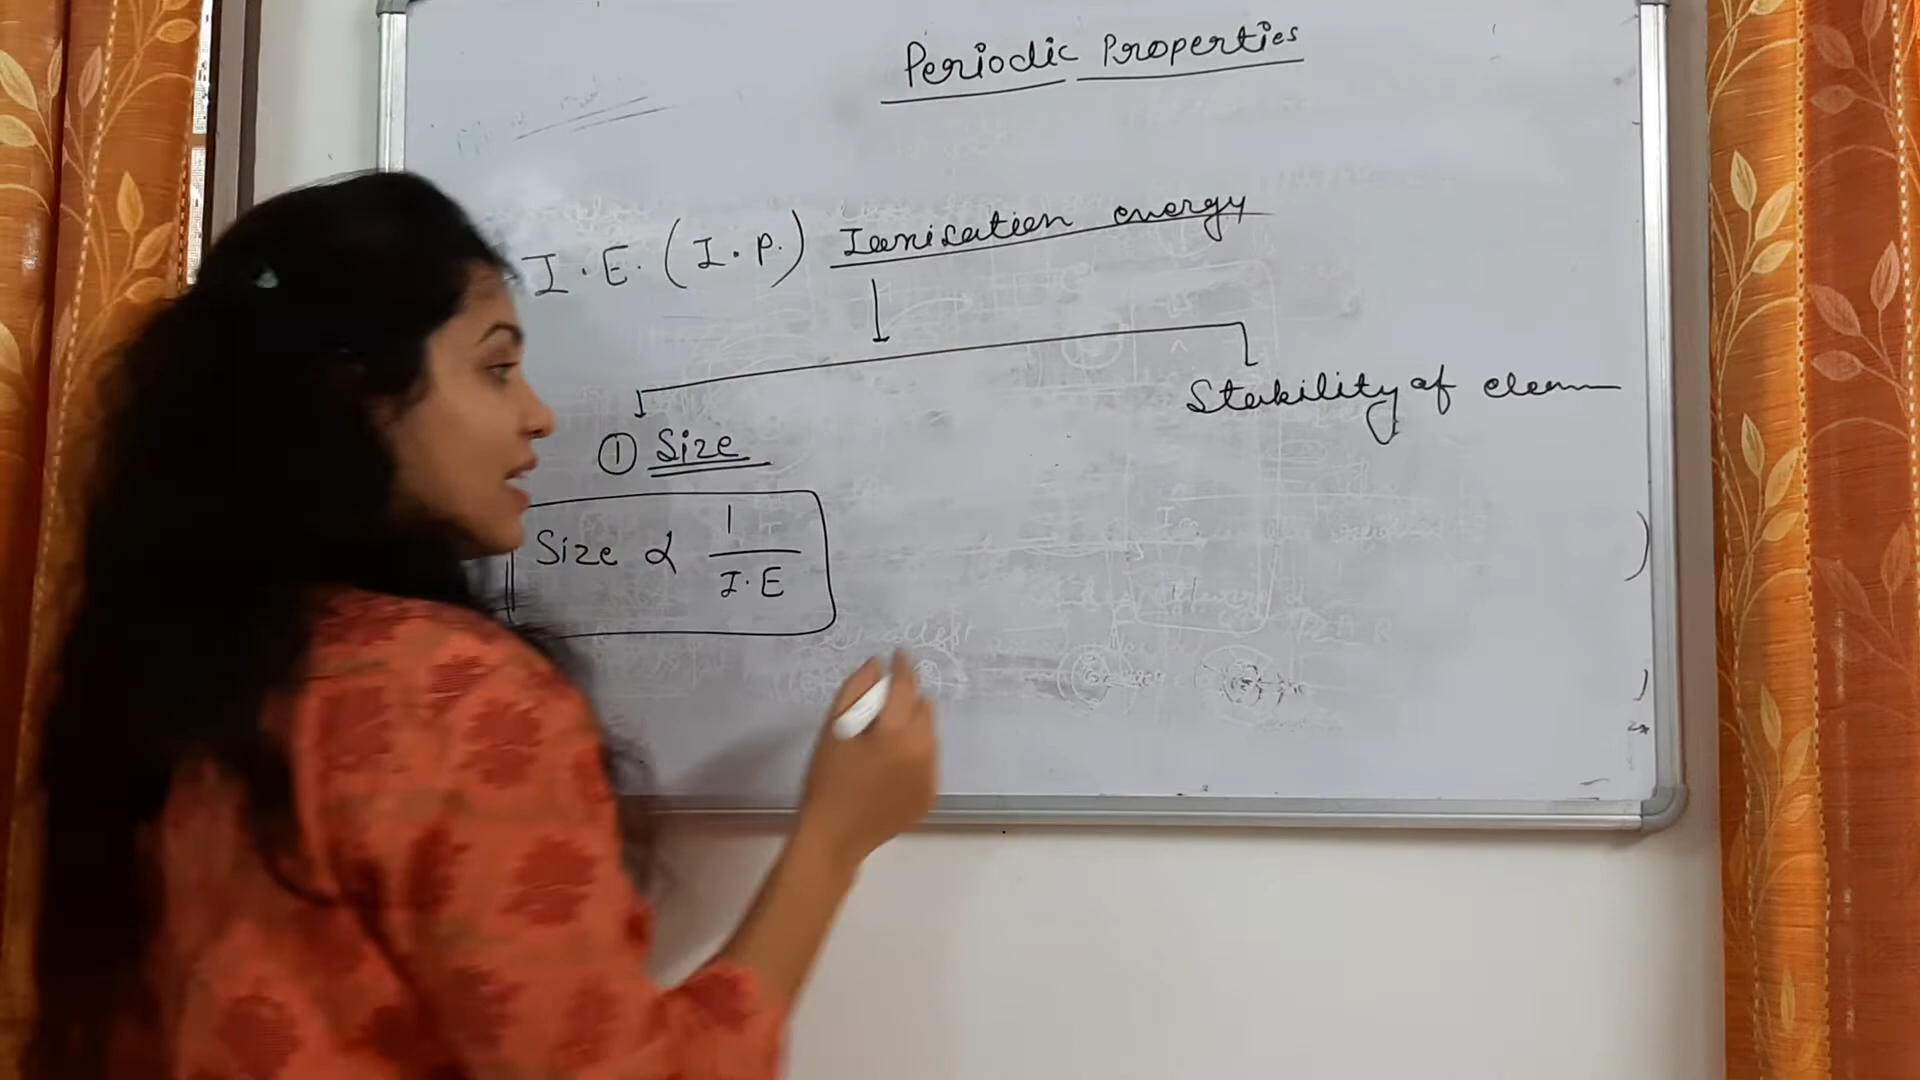 Periodic Properties
I.E. (I.P.) Ionisation energy
Stability of elem
① Size
Size ∝ 1/I.E